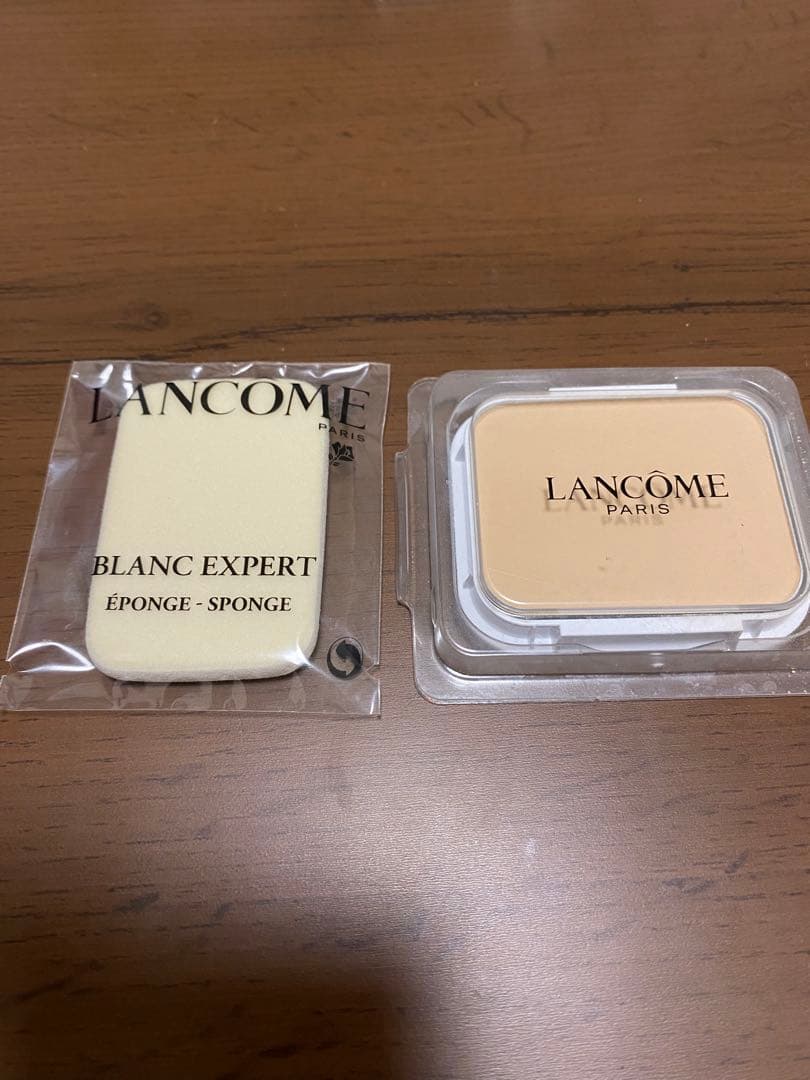 LANCOME
PARIS
BLANC EXPERT
ÉPONGE - SPONGE
LANCÔME
PARIS